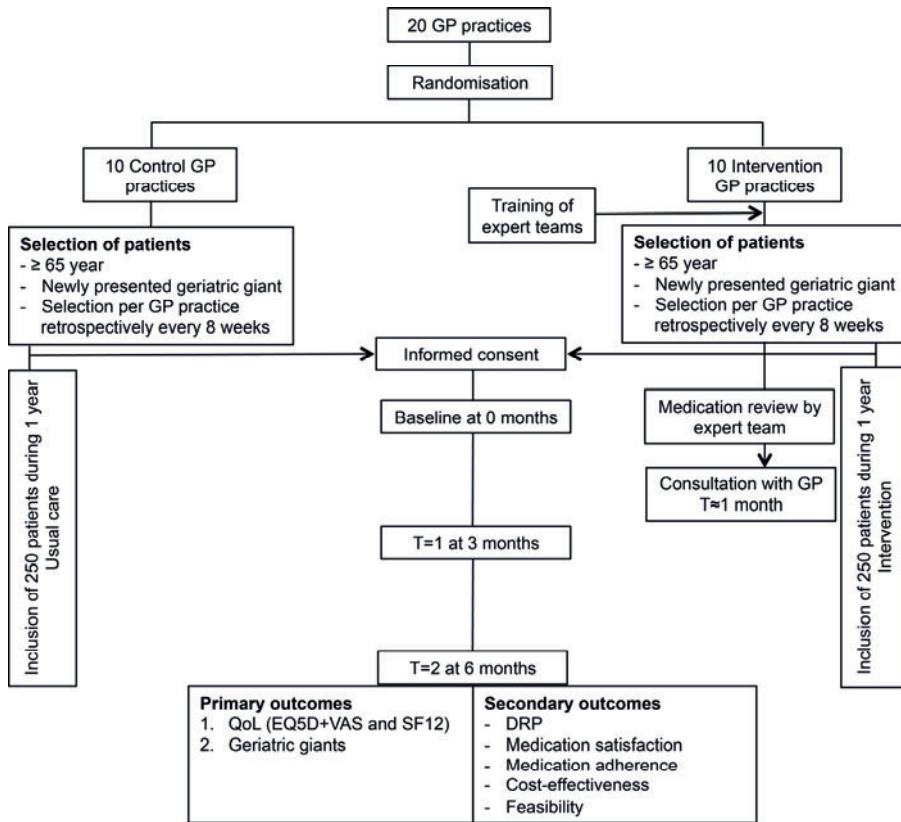 20 GP practices
Randomisation
10 Control GP
practices
10 Intervention
GP practices
Training of
expert teams
Selection of patients
- ≥ 65 year
- Newly presented geriatric giant
- Selection per GP practice
retrospectively every 8 weeks
Selection of patients
- ≥ 65 year
- Newly presented geriatric giant
- Selection per GP practice
retrospectively every 8 weeks
Informed consent
Inclusion of 250 patients during 1 year
Usual care
Baseline at 0 months
Medication review by
expert team
Consultation with GP
T≈1 month
Inclusion of 250 patients during 1 year
Intervention
T=1 at 3 months
T=2 at 6 months
Primary outcomes
1. QoL (EQ5D+VAS and SF12)
2. Geriatric giants
Secondary outcomes
- DRP
- Medication satisfaction
- Medication adherence
- Cost-effectiveness
- Feasibility